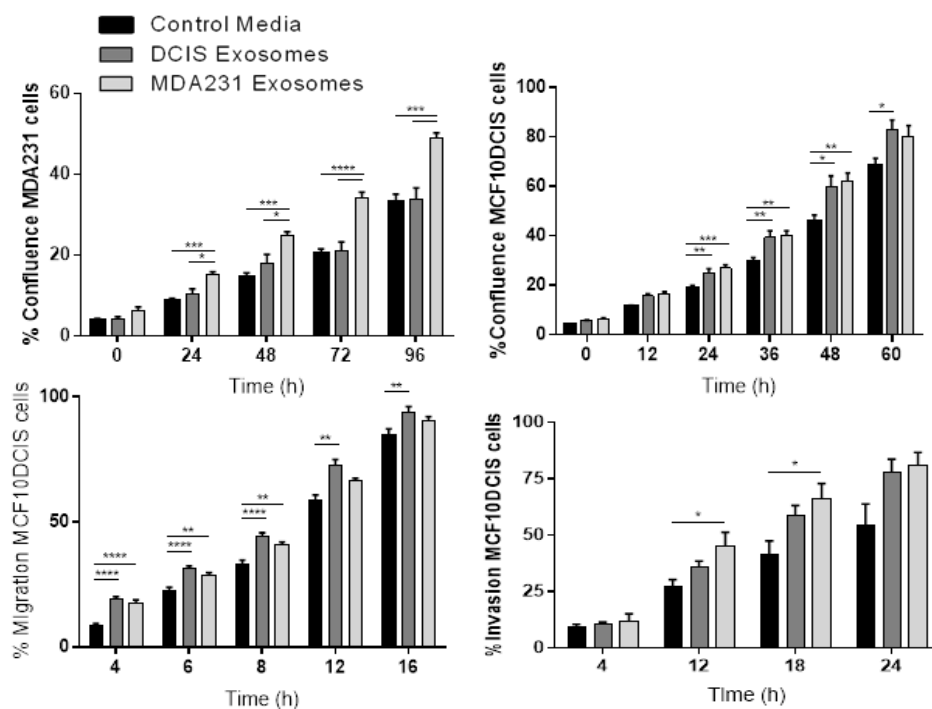 Control Media
DCIS Exosomes
MDA231 Exosomes
% Confluence MDA231 cells
60
40
20
0
***
*
***
*
****
***
0 24 48 72 96
Time (h)
%Confluence MCF10DCIS cells
100
80
60
40
20
0
***
**
**
**
**
*
*
0 12 24 36 48 60
Time (h)
% MIgration MCF10DCIS cells
100
50
0
****
****
**
****
**
****
**
**
4 6 8 12 16
Time (h)
% Invasion MCF10DCIS cells
100
75
50
25
0
*
*
4 12 18 24
TIme (h)